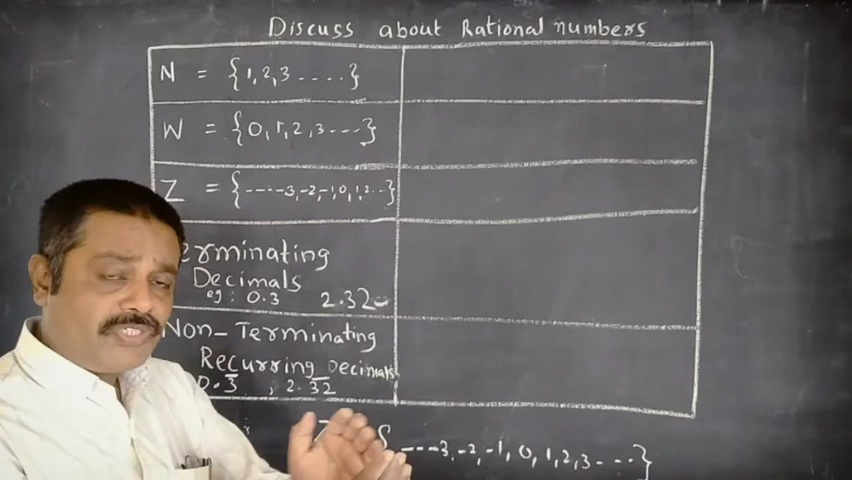 Discuss about Rational numbers
N = {1,2,3 .....}
W = {0,1,2,3----}
Z = {------3,-2,-1,0,1,2...}
erminating
Decimals
eg: 0.3 2.32
Non-Terminating
Recurring Decimals
0.3̅ , 2.3̅2̅
{ ----3,-2,-1, 0, 1, 2, 3-----}